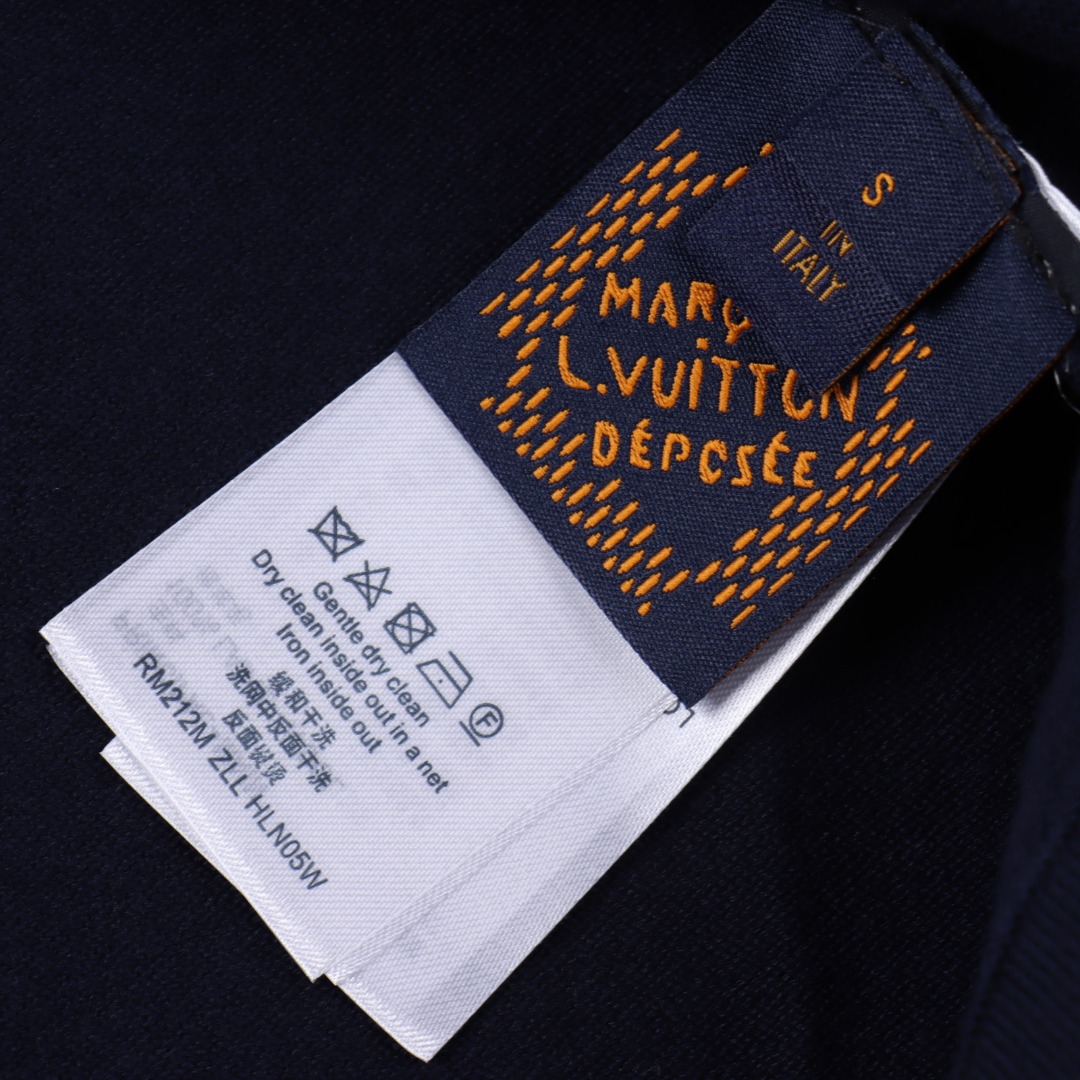 S
IN
ITALY
MARQ
L.VUiTTON
DÉPOSÉE
Gentle dry clean
Dry clean inside out in a net
Iron inside out
缓和干洗
洗网中反面干洗
反面熨烫
RM212M ZLL HLN05W
F